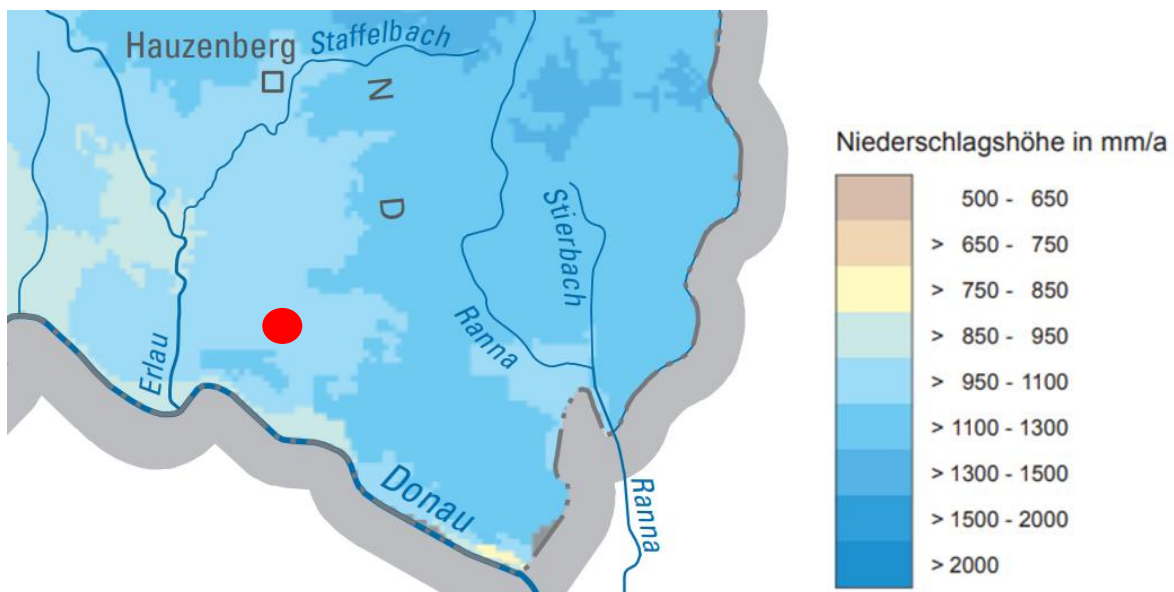 Hauzenberg
Staffelbach
N
D
Stierbach
Ranna
Erlau
Donau
Ranna
Niederschlagshöhe in mm/a
500 - 650
> 650 - 750
> 750 - 850
> 850 - 950
> 950 - 1100
> 1100 - 1300
> 1300 - 1500
> 1500 - 2000
> 2000